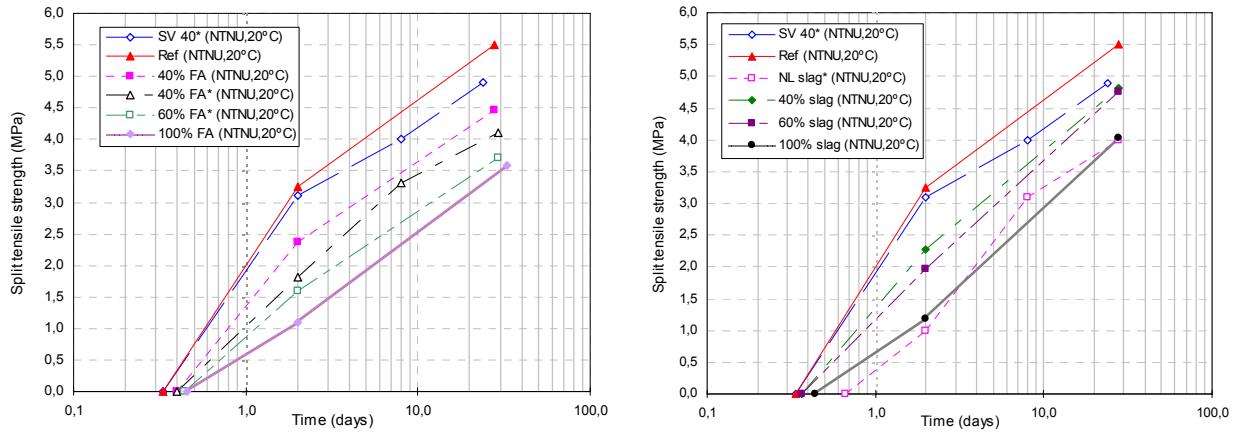 6,0
5,5
5,0
4,5
4,0
3,5
3,0
2,5
2,0
1,5
1,0
0,5
0,0
Split tensile strength (MPa)
SV 40* (NTNU,20ºC)
Ref (NTNU,20ºC)
40% FA (NTNU,20ºC)
40% FA* (NTNU,20ºC)
60% FA* (NTNU,20ºC)
100% FA (NTNU,20ºC)
0,1
1,0
10,0
100,0
Time (days)
6,0
5,5
5,0
4,5
4,0
3,5
3,0
2,5
2,0
1,5
1,0
0,5
0,0
Split tensile strength (MPa)
SV 40* (NTNU,20ºC)
Ref (NTNU,20ºC)
NL slag* (NTNU,20ºC)
40% slag (NTNU,20ºC)
60% slag (NTNU,20ºC)
100% slag (NTNU,20ºC)
0,1
1,0
10,0
100,0
Time (days)